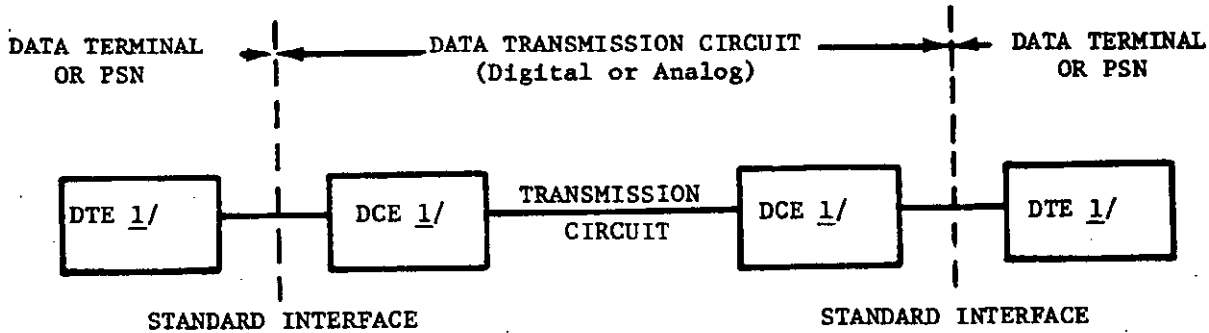 DATA TERMINAL
OR PSN
DATA TRANSMISSION CIRCUIT
(Digital or Analog)
DATA TERMINAL
OR PSN
DTE 1/
DCE 1/
TRANSMISSION
CIRCUIT
DCE 1/
DTE 1/
STANDARD INTERFACE
STANDARD INTERFACE